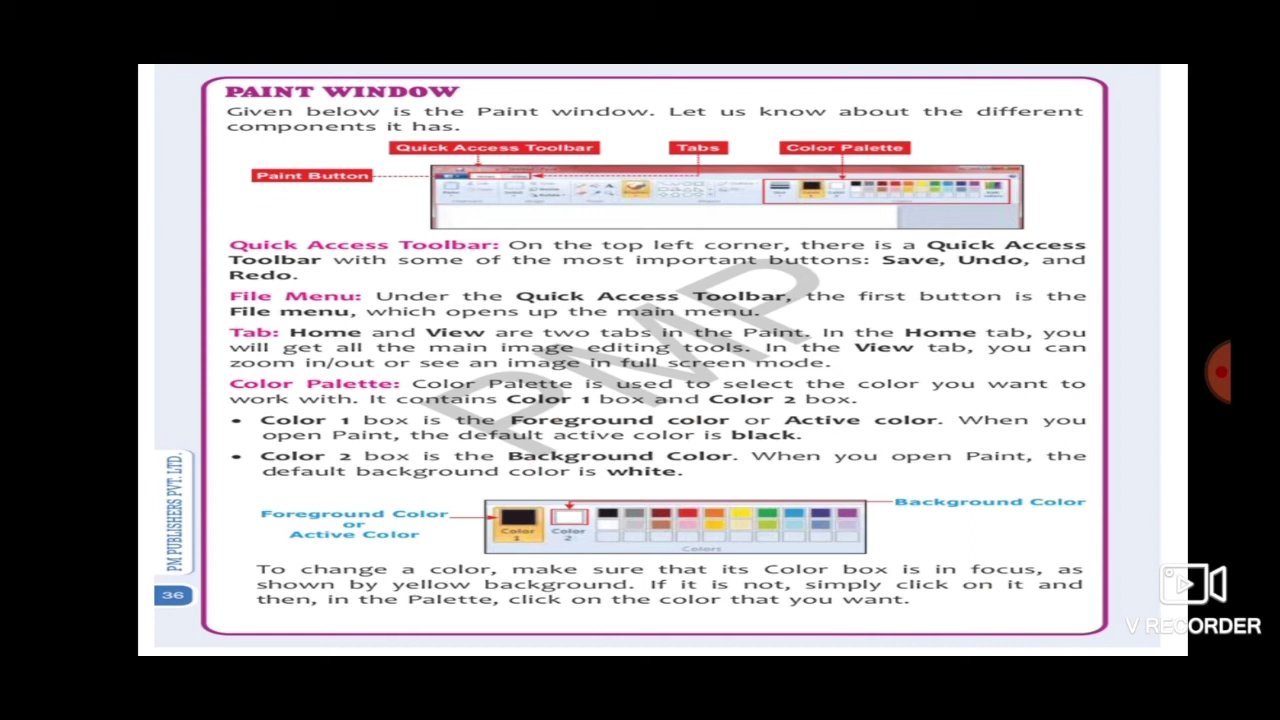 PAINT WINDOW
Given below is the Paint window. Let us know about the different
components it has.
Quick Access Toolbar
Tabs
Color Palette
Paint Button
Quick Access Toolbar: On the top left corner, there is a Quick Access
Toolbar with some of the most important buttons: Save, Undo, and
Redo.
File Menu: Under the Quick Access Toolbar, the first button is the
File menu, which opens up the main menu.
Tab: Home and View are two tabs in the Paint. In the Home tab, you
will get all the main image editing tools. In the View tab, you can
zoom in/out or see an image in full screen mode.
Color Palette: Color Palette is used to select the color you want to
work with. It contains Color 1 box and Color 2 box.
• Color 1 box is the Foreground color or Active color. When you
open Paint, the default active color is black.
• Color 2 box is the Background Color. When you open Paint, the
default background color is white.
Background Color
Foreground Color
or
Active Color
Color
1
Color
2
Colors
To change a color, make sure that its Color box is in focus, as
shown by yellow background. If it is not, simply click on it and
then, in the Palette, click on the color that you want.
PMP
PM PUBLISHERS PVT. LTD.
36
V RECORDER